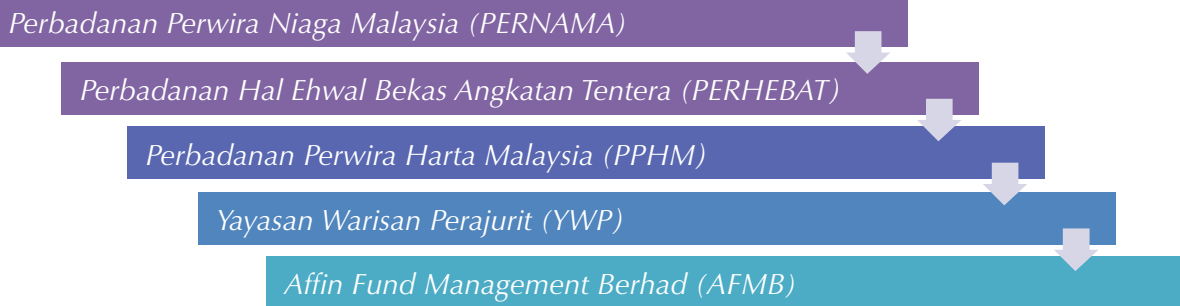 Perbadanan Perwira Niaga Malaysia (PERNAMA)
Perbadanan Hal Ehwal Bekas Angkatan Tentera (PERHEBAT)
Perbadanan Perwira Harta Malaysia (PPHM)
Yayasan Warisan Perajurit (YWP)
Affin Fund Management Berhad (AFMB)